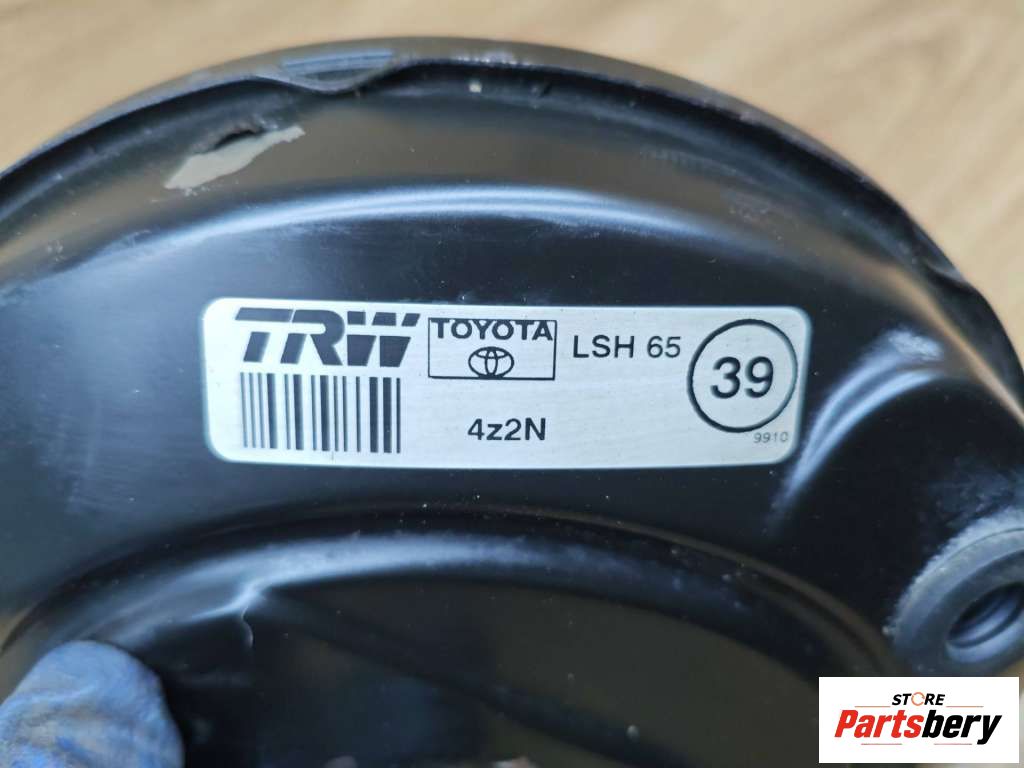 TRW
TOYOTA
LSH 65
39
4z2N
9910
STORE
Partsbery